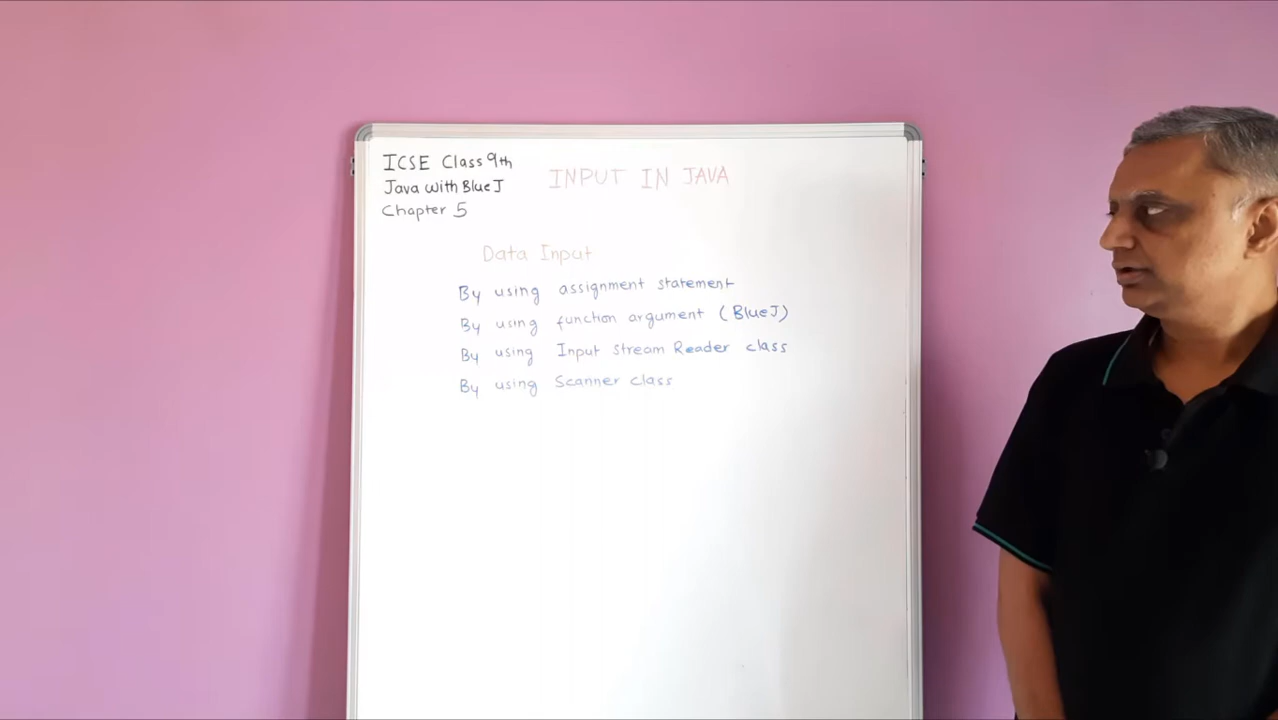 ICSE Class 9th
Java with BlueJ
Chapter 5
INPUT IN JAVA
Data Input
By using assignment statement
By using function argument (BlueJ)
By using Input Stream Reader class
By using Scanner class